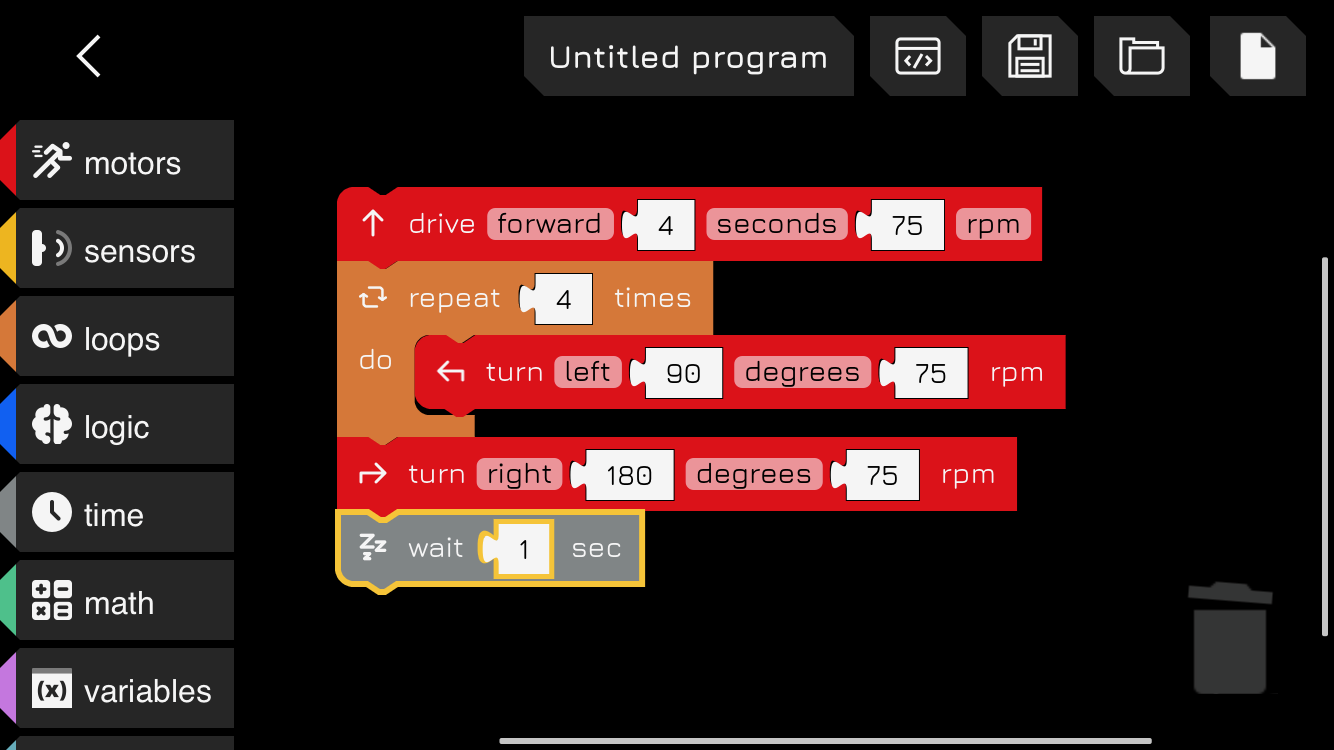 Untitled program
motors
sensors
loops
logic
time
math
(x) variables
drive forward 4 seconds 75 rpm
repeat 4 times
do turn left 90 degrees 75 rpm
turn right 180 degrees 75 rpm
zzz wait 1 sec